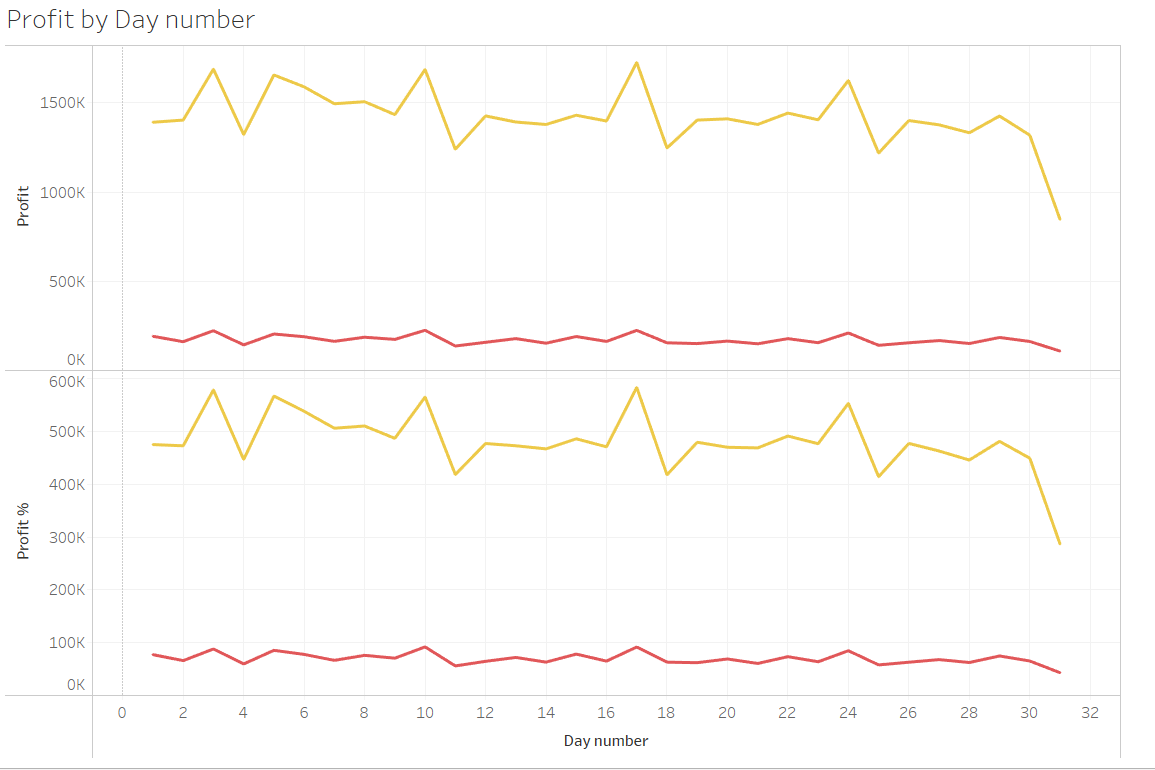 Profit by Day number
1500K
1000K
500K
0K
Profit
600K
500K
400K
300K
200K
100K
0K
Profit %
0 2 4 6 8 10 12 14 16 18 20 22 24 26 28 30 32
Day number